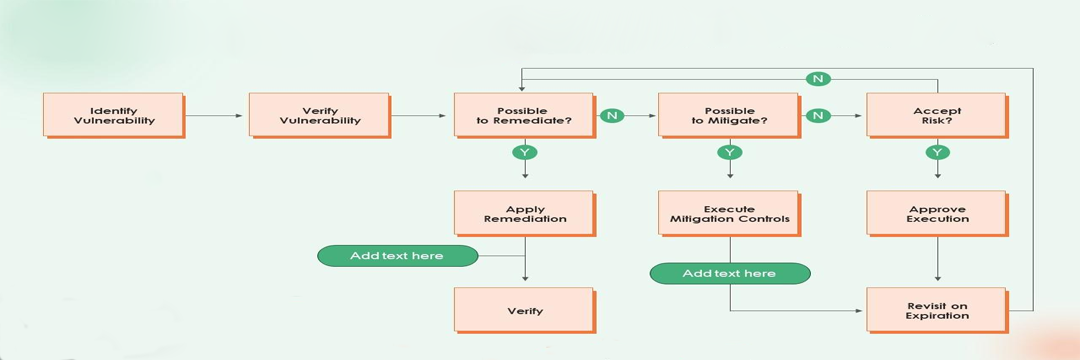 N
Identify
Vulnerability
Verify
Vulnerability
Possible
to Remediate?
N
Possible
to Mitigate?
N
Accept
Risk?
Y
Y
Y
Apply
Remediation
Execute
Mitigation Controls
Approve
Execution
Add text here
Add text here
Verify
Revisit on
Expiration